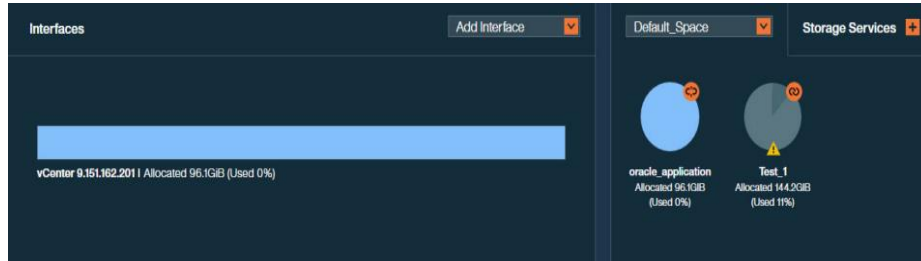 Interfaces
Add Interface
vCenter 9.151.162.201 | Allocated 96.1GiB (Used 0%)
Default_Space
Storage Services
oracle_application
Allocated 96.1GIB
(Used 0%)
Test_1
Allocated 144.2GIB
(Used 11%)